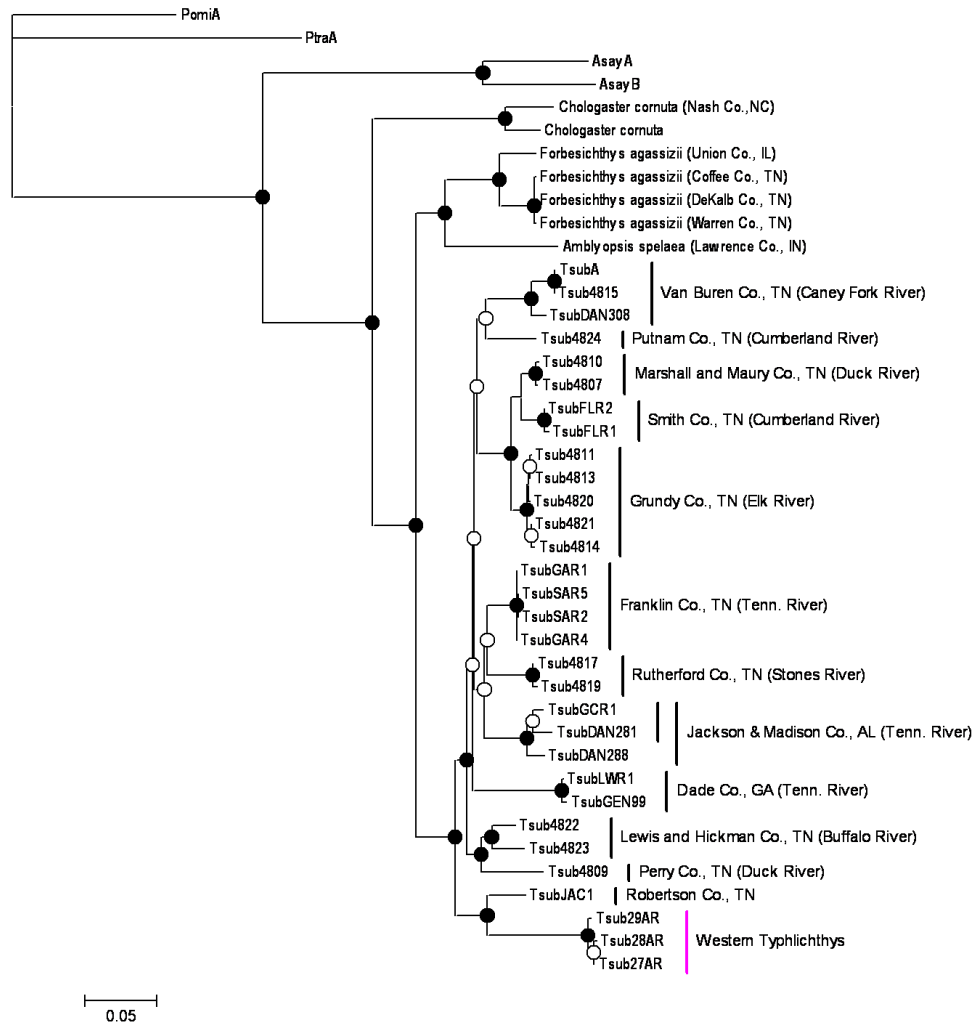 PomiA
PtraA
AsayA
AsayB
Chologaster cornuta (Nash Co.,NC)
Chologaster cornuta
Forbesichthys agassizii (Union Co., IL)
Forbesichthys agassizii (Coffee Co., TN)
Forbesichthys agassizii (DeKalb Co., TN)
Forbesichthys agassizii (Warren Co., TN)
Amblyopsis spelaea (Lawrence Co., IN)
TsubA
Tsub4815
TsubDAN308
Van Buren Co., TN (Caney Fork River)
Tsub4824
Putnam Co., TN (Cumberland River)
Tsub4810
Tsub4807
Marshall and Maury Co., TN (Duck River)
TsubFLR2
TsubFLR1
Smith Co., TN (Cumberland River)
Tsub4811
Tsub4813
Tsub4820
Tsub4821
Tsub4814
Grundy Co., TN (Elk River)
TsubGAR1
TsubSAR5
TsubSAR2
TsubGAR4
Franklin Co., TN (Tenn. River)
Tsub4817
Tsub4819
Rutherford Co., TN (Stones River)
TsubGCR1
TsubDAN281
TsubDAN288
Jackson & Madison Co., AL (Tenn. River)
TsubLWR1
TsubGEN99
Dade Co., GA (Tenn. River)
Tsub4822
Tsub4823
Lewis and Hickman Co., TN (Buffalo River)
Tsub4809
Perry Co., TN (Duck River)
TsubJAC1
Robertson Co., TN
Tsub29AR
Tsub28AR
Tsub27AR
Western Typhlichthys
0.05